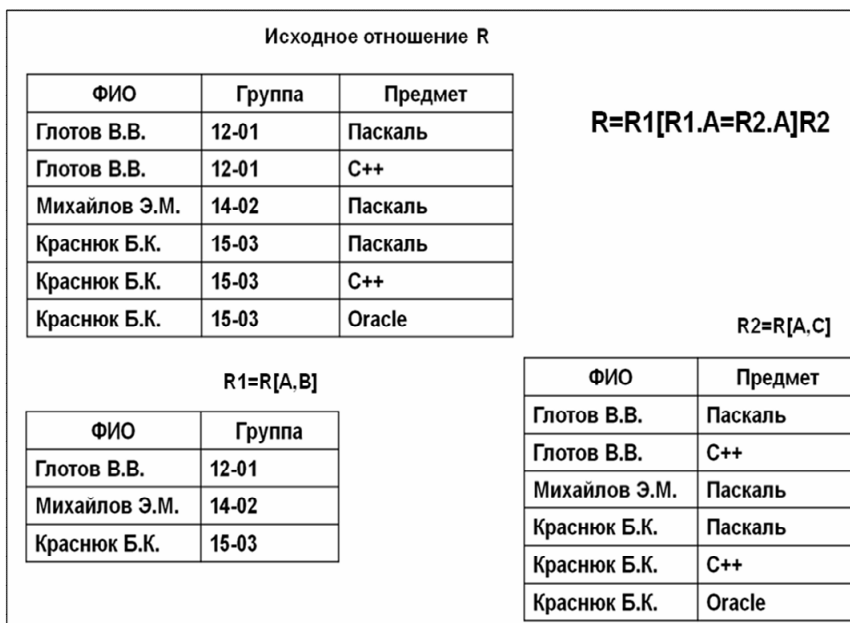 Исходное отношение R
ФИО Группа Предмет
Глотов В.В. 12-01 Паскаль
Глотов В.В. 12-01 C++
Михайлов Э.М. 14-02 Паскаль
Краснюк Б.К. 15-03 Паскаль
Краснюк Б.К. 15-03 C++
Краснюк Б.К. 15-03 Oracle
R=R1[R1.A=R2.A]R2
R1=R[A,B]
ФИО Группа
Глотов В.В. 12-01
Михайлов Э.М. 14-02
Краснюк Б.К. 15-03
R2=R[A,C]
ФИО Предмет
Глотов В.В. Паскаль
Глотов В.В. C++
Михайлов Э.М. Паскаль
Краснюк Б.К. Паскаль
Краснюк Б.К. C++
Краснюк Б.К. Oracle